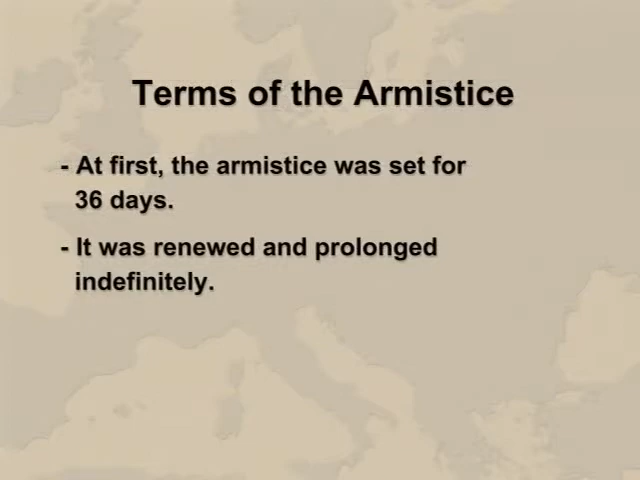 Terms of the Armistice
- At first, the armistice was set for
36 days.
- It was renewed and prolonged
indefinitely.